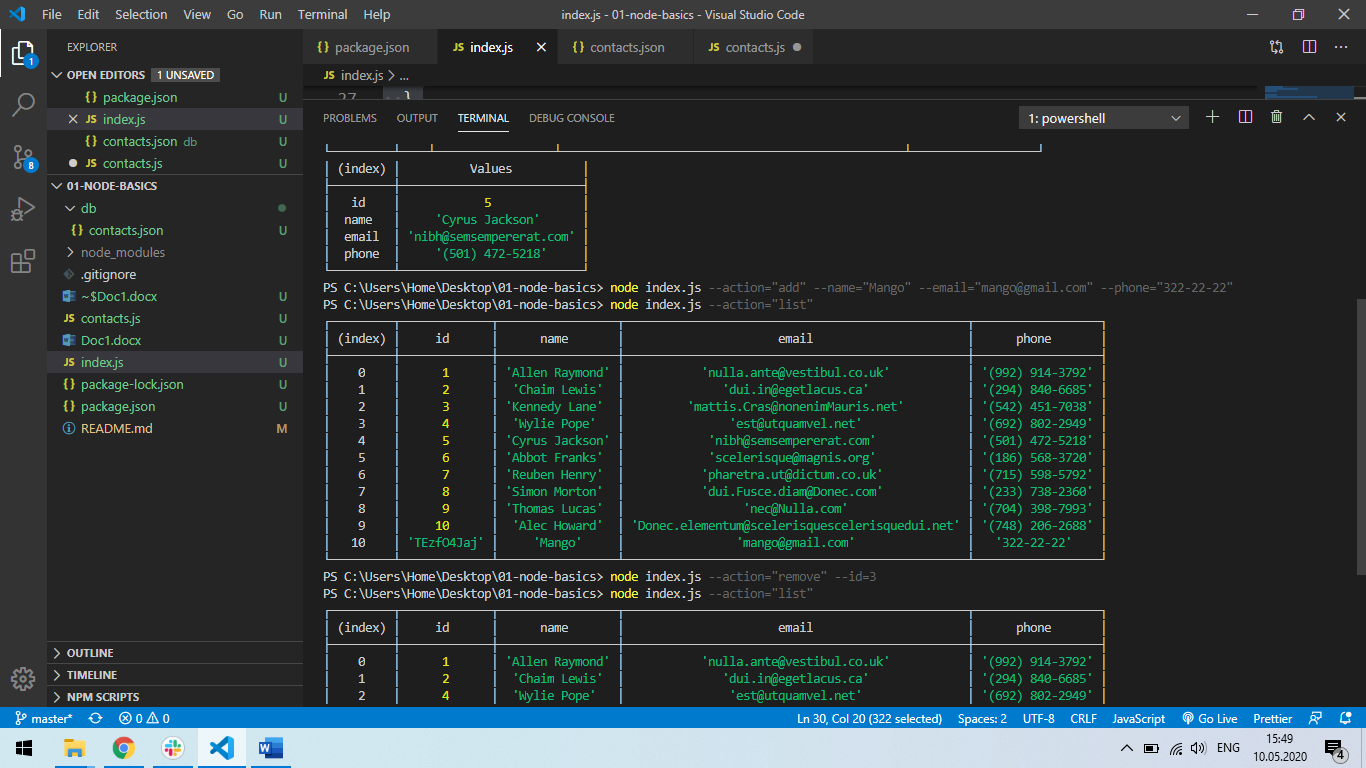 File Edit Selection View Go Run Terminal Help index.js - 01-node-basics - Visual Studio Code
EXPLORER
OPEN EDITORS 1 UNSAVED
{} package.json U
JS index.js U
{} contacts.json db U
JS contacts.js U
01-NODE-BASICS
db
{} contacts.json U
node_modules
.gitignore
~$Doc1.docx U
JS contacts.js U
Doc1.docx U
JS index.js U
{} package-lock.json U
{} package.json U
README.md M
OUTLINE
TIMELINE
NPM SCRIPTS
{} package.json JS index.js {} contacts.json JS contacts.js
JS index.js > ...
27 }
PROBLEMS OUTPUT TERMINAL DEBUG CONSOLE 1: powershell
(index) Values
id 5
name 'Cyrus Jackson'
email 'nibh@semsempererat.com'
phone '(501) 472-5218'
PS C:\Users\Home\Desktop\01-node-basics> node index.js --action="add" --name="Mango" --email="mango@gmail.com" --phone="322-22-22"
PS C:\Users\Home\Desktop\01-node-basics> node index.js --action="list"
(index) id name email phone
0 1 'Allen Raymond' 'nulla.ante@vestibul.co.uk' '(992) 914-3792'
1 2 'Chaim Lewis' 'dui.in@egetlacus.ca' '(294) 840-6685'
2 3 'Kennedy Lane' 'mattis.Cras@nonenimMauris.net' '(542) 451-7038'
3 4 'Wylie Pope' 'est@utquamvel.net' '(692) 802-2949'
4 5 'Cyrus Jackson' 'nibh@semsempererat.com' '(501) 472-5218'
5 6 'Abbot Franks' 'scelerisque@magnis.org' '(186) 568-3720'
6 7 'Reuben Henry' 'pharetra.ut@dictum.co.uk' '(715) 598-5792'
7 8 'Simon Morton' 'dui.Fusce.diam@Donec.com' '(233) 738-2360'
8 9 'Thomas Lucas' 'nec@Nulla.com' '(704) 398-7993'
9 10 'Alec Howard' 'Donec.elementum@scelerisquescelerisquedui.net' '(748) 206-2688'
10 'TEzfO4Jaj' 'Mango' 'mango@gmail.com' '322-22-22'
PS C:\Users\Home\Desktop\01-node-basics> node index.js --action="remove" --id=3
PS C:\Users\Home\Desktop\01-node-basics> node index.js --action="list"
(index) id name email phone
0 1 'Allen Raymond' 'nulla.ante@vestibul.co.uk' '(992) 914-3792'
1 2 'Chaim Lewis' 'dui.in@egetlacus.ca' '(294) 840-6685'
2 4 'Wylie Pope' 'est@utquamvel.net' '(692) 802-2949'
1
8
master* 0 0 Ln 30, Col 20 (322 selected) Spaces: 2 UTF-8 CRLF JavaScript Go Live Prettier
ENG 15:49
10.05.2020 4